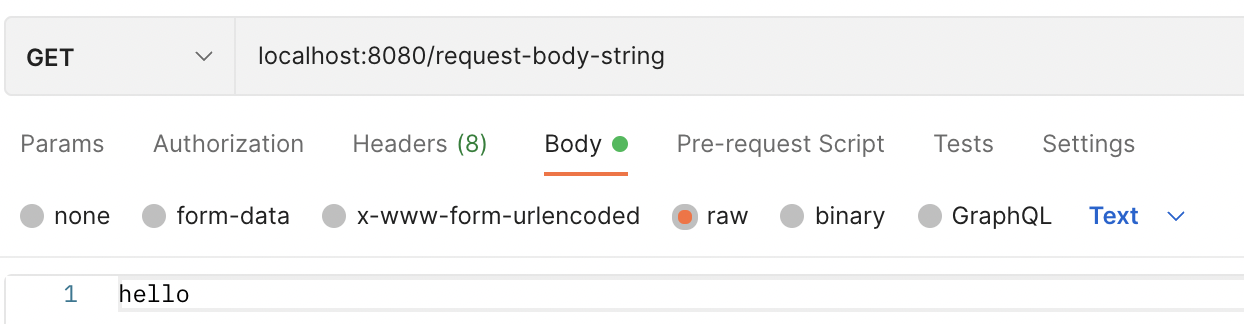 GET localhost:8080/request-body-string
Params Authorization Headers (8) Body Pre-request Script Tests Settings
none form-data x-www-form-urlencoded raw binary GraphQL Text
1 hello